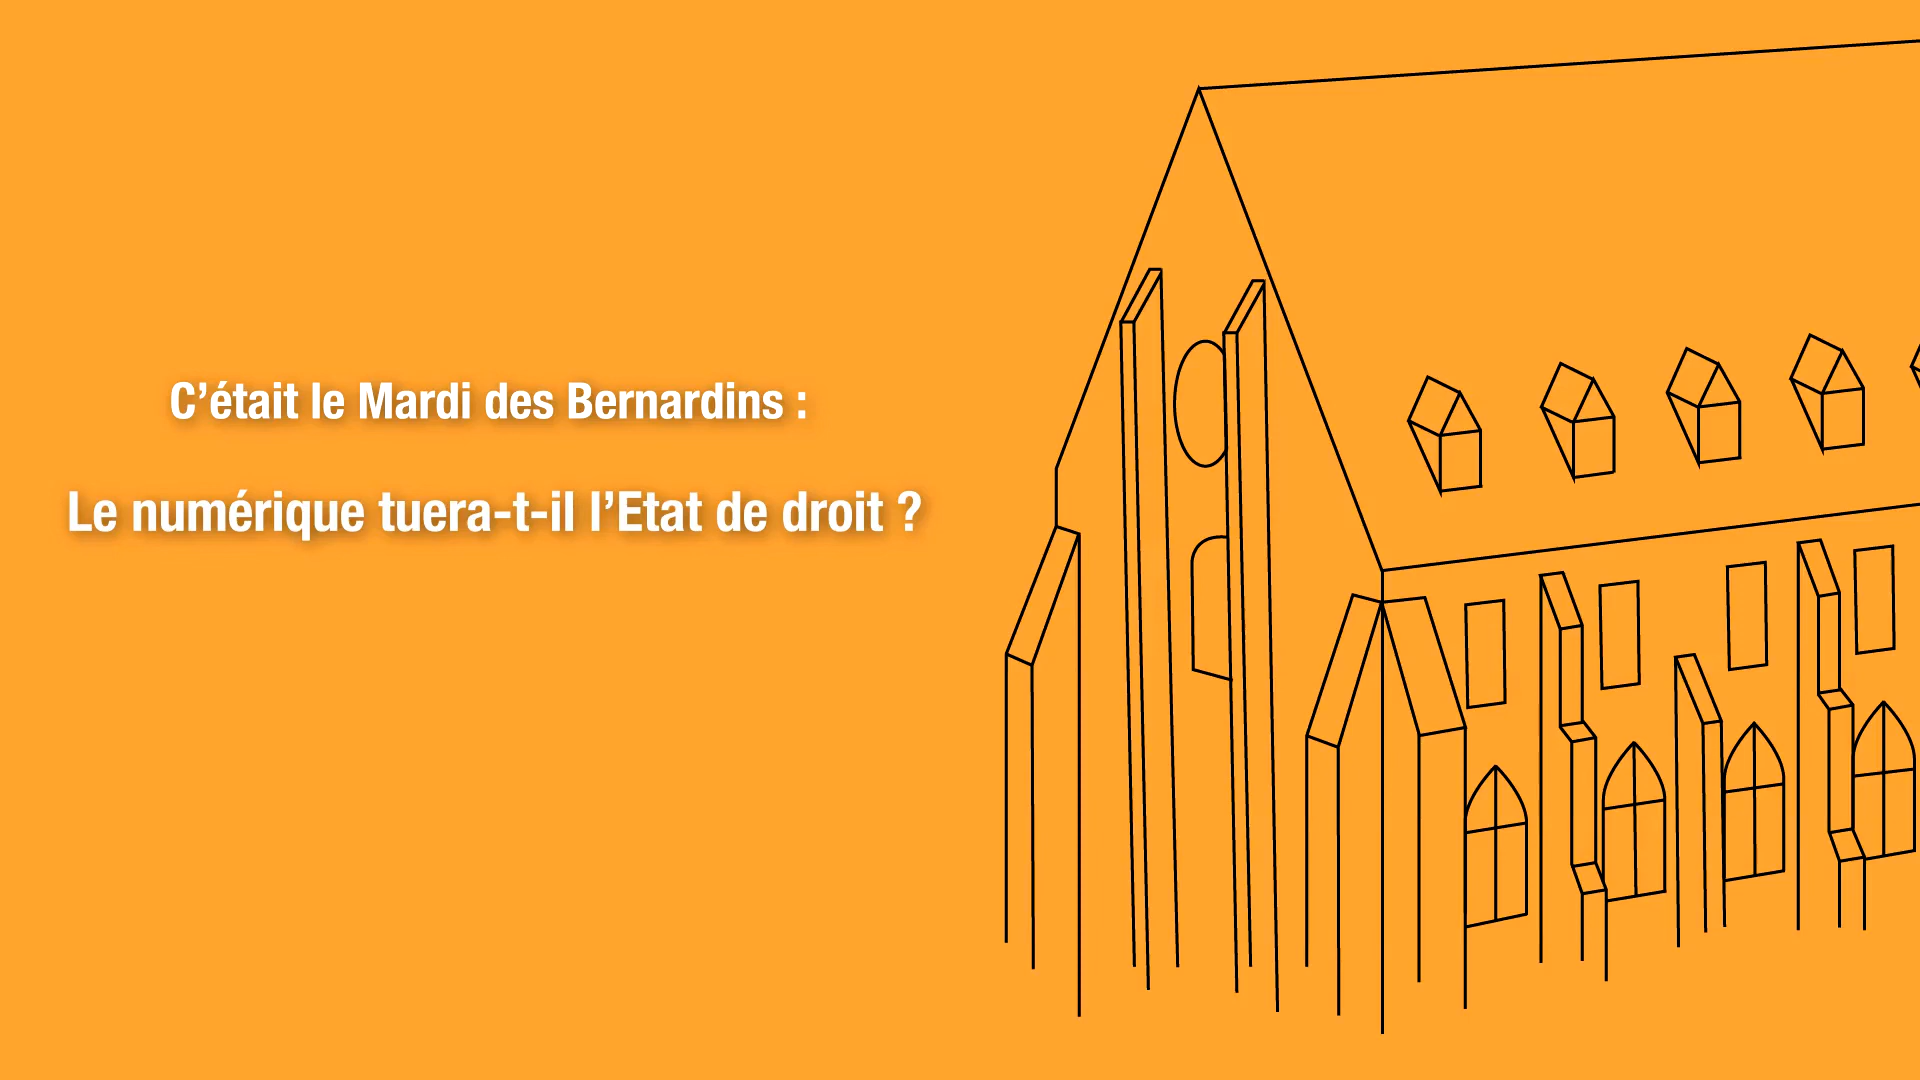 C’était le Mardi des Bernardins :
Le numérique tuera-t-il l’Etat de droit ?